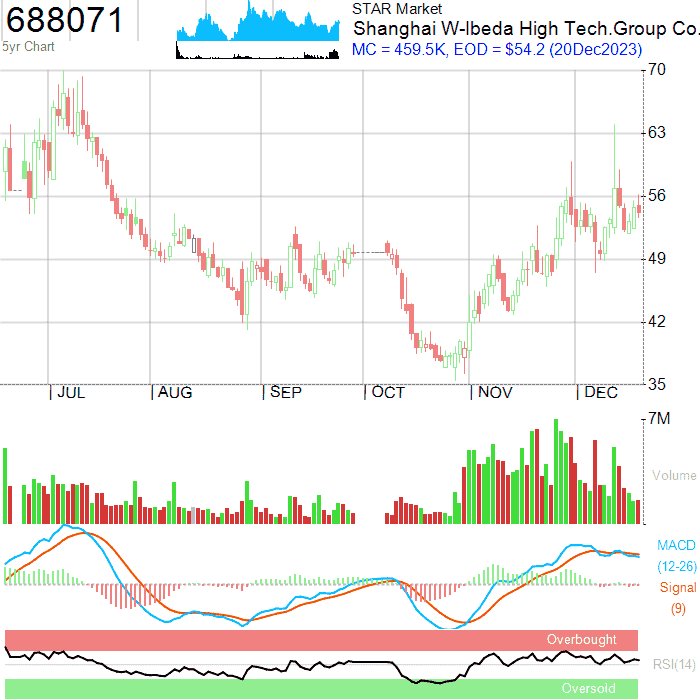 688071
5yr Chart
STAR Market
Shanghai W-Ibeda High Tech.Group Co.
MC = 459.5K, EOD = $54.2 (20Dec2023)
70
63
56
49
42
35
JUL AUG SEP OCT NOV DEC
7M
Volume
MACD
(12-26)
Signal
(9)
Overbought
RSI(14)
Oversold